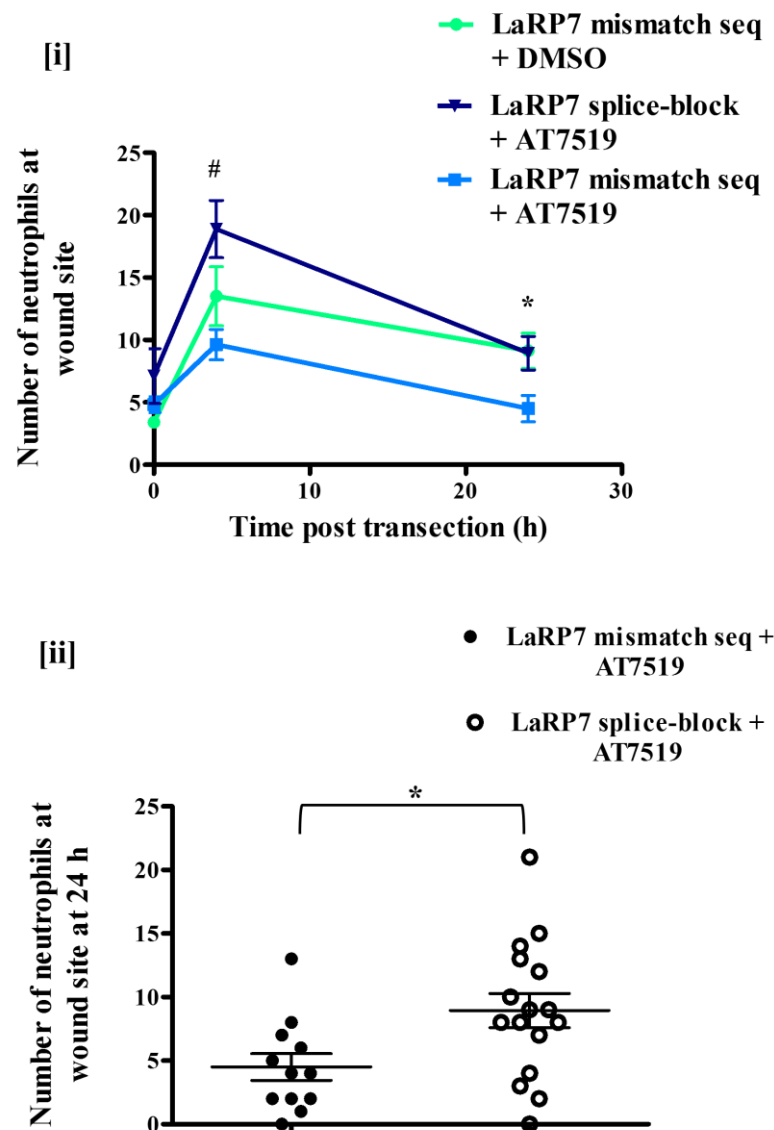 [i]
LaRP7 mismatch seq
+ DMSO
LaRP7 splice-block
+ AT7519
LaRP7 mismatch seq
+ AT7519
Number of neutrophils at
wound site
25
20
15
10
5
0
#
*
0
10
20
30
Time post transection (h)
[ii]
LaRP7 mismatch seq +
AT7519
LaRP7 splice-block +
AT7519
Number of neutrophils at
wound site at 24 h
25
20
15
10
5
0
*